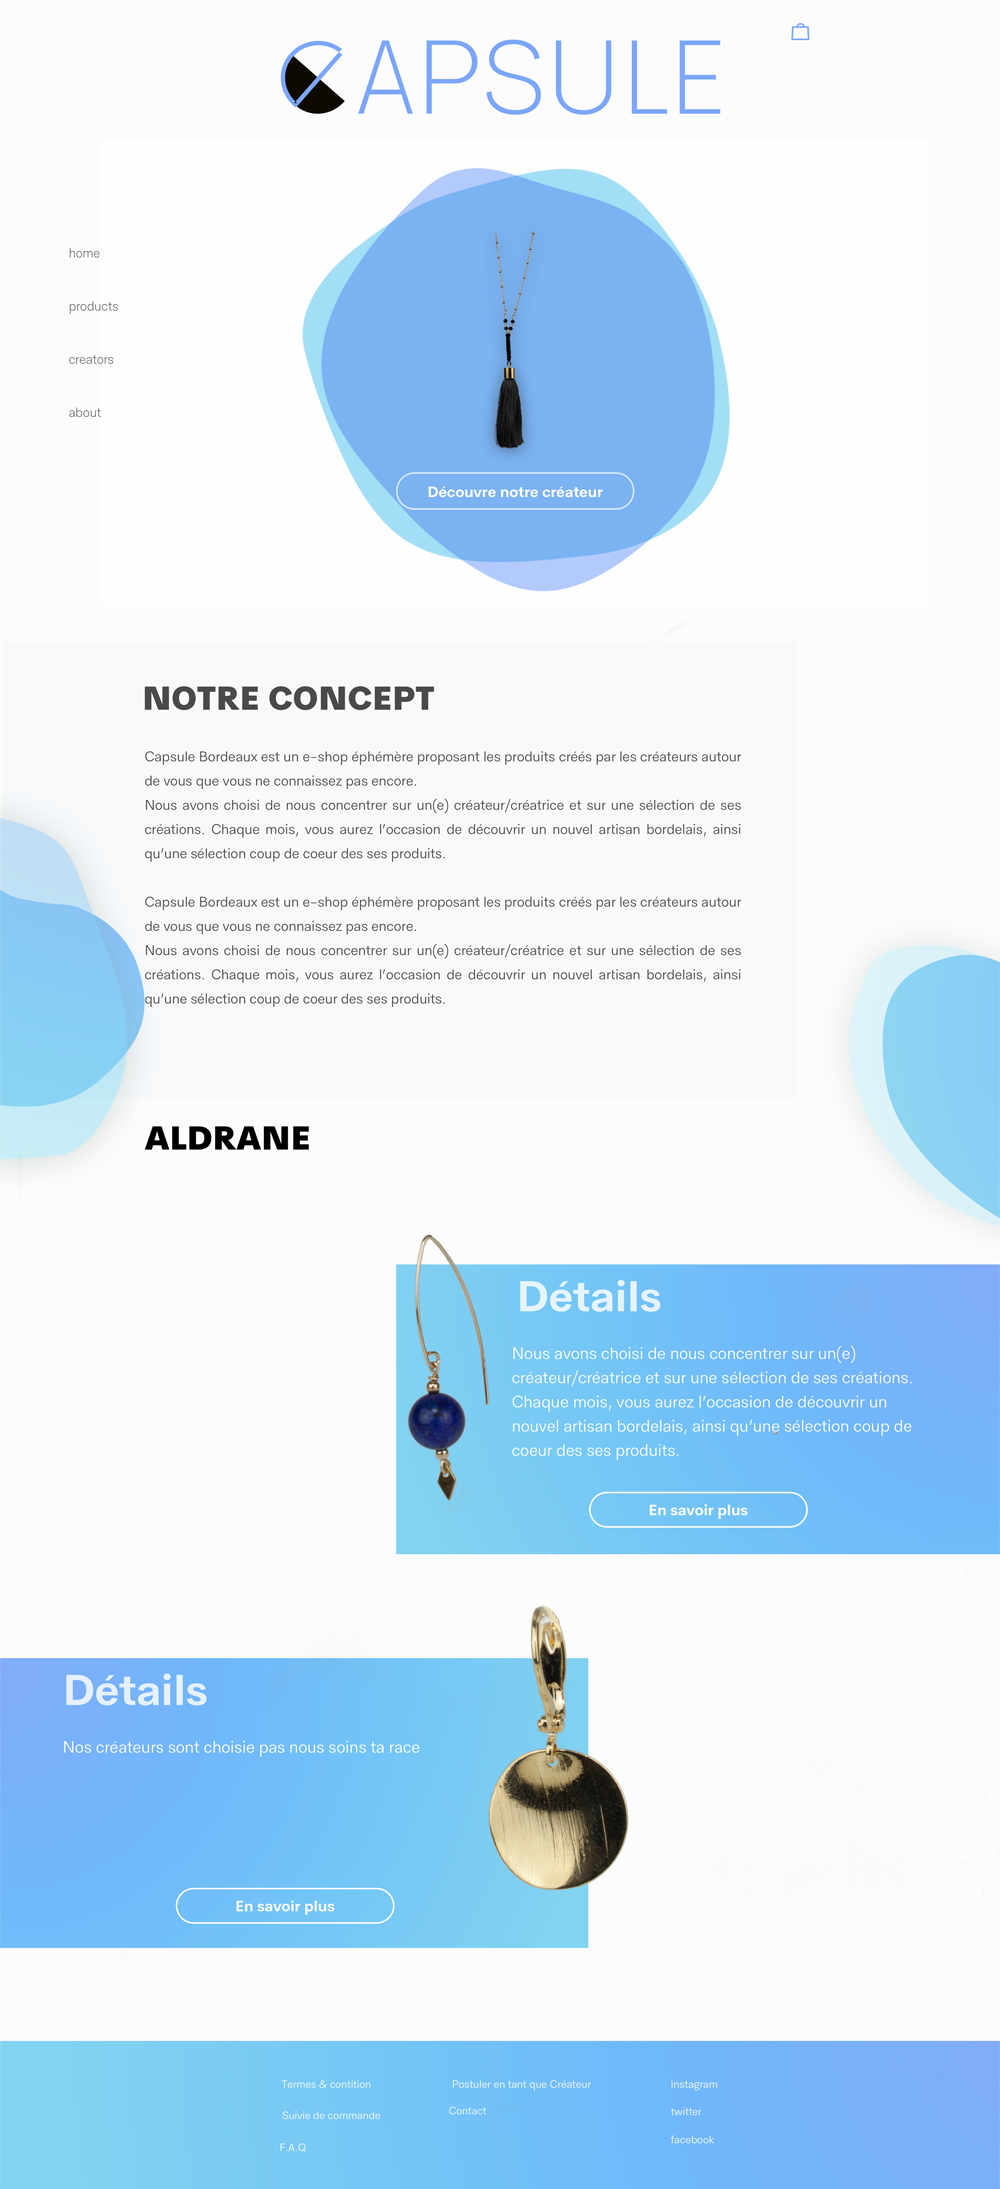 CAPSULE
home
products
creators
about
Découvre notre créateur
NOTRE CONCEPT
Capsule Bordeaux est un e-shop éphémère proposant les produits créés par les créateurs autour
de vous que vous ne connaissez pas encore.
Nous avons choisi de nous concentrer sur un(e) créateur/créatrice et sur une sélection de ses
créations. Chaque mois, vous aurez l'occasion de découvrir un nouvel artisan bordelais, ainsi
qu'une sélection coup de coeur des ses produits.
Capsule Bordeaux est un e-shop éphémère proposant les produits créés par les créateurs autour
de vous que vous ne connaissez pas encore.
Nous avons choisi de nous concentrer sur un(e) créateur/créatrice et sur une sélection de ses
créations. Chaque mois, vous aurez l'occasion de découvrir un nouvel artisan bordelais, ainsi
qu'une sélection coup de coeur des ses produits.
ALDRANE
Détails
Nous avons choisi de nous concentrer sur un(e)
créateur/créatrice et sur une sélection de ses créations.
Chaque mois, vous aurez l'occasion de découvrir un
nouvel artisan bordelais, ainsi qu'une sélection coup de
coeur des ses produits.
En savoir plus
Détails
Nos créateurs sont choisie pas nous soins ta race
En savoir plus
Termes & contition
Suivie de commande
F.A.Q
Postuler en tant que Créateur
Contact
instagram
twitter
facebook